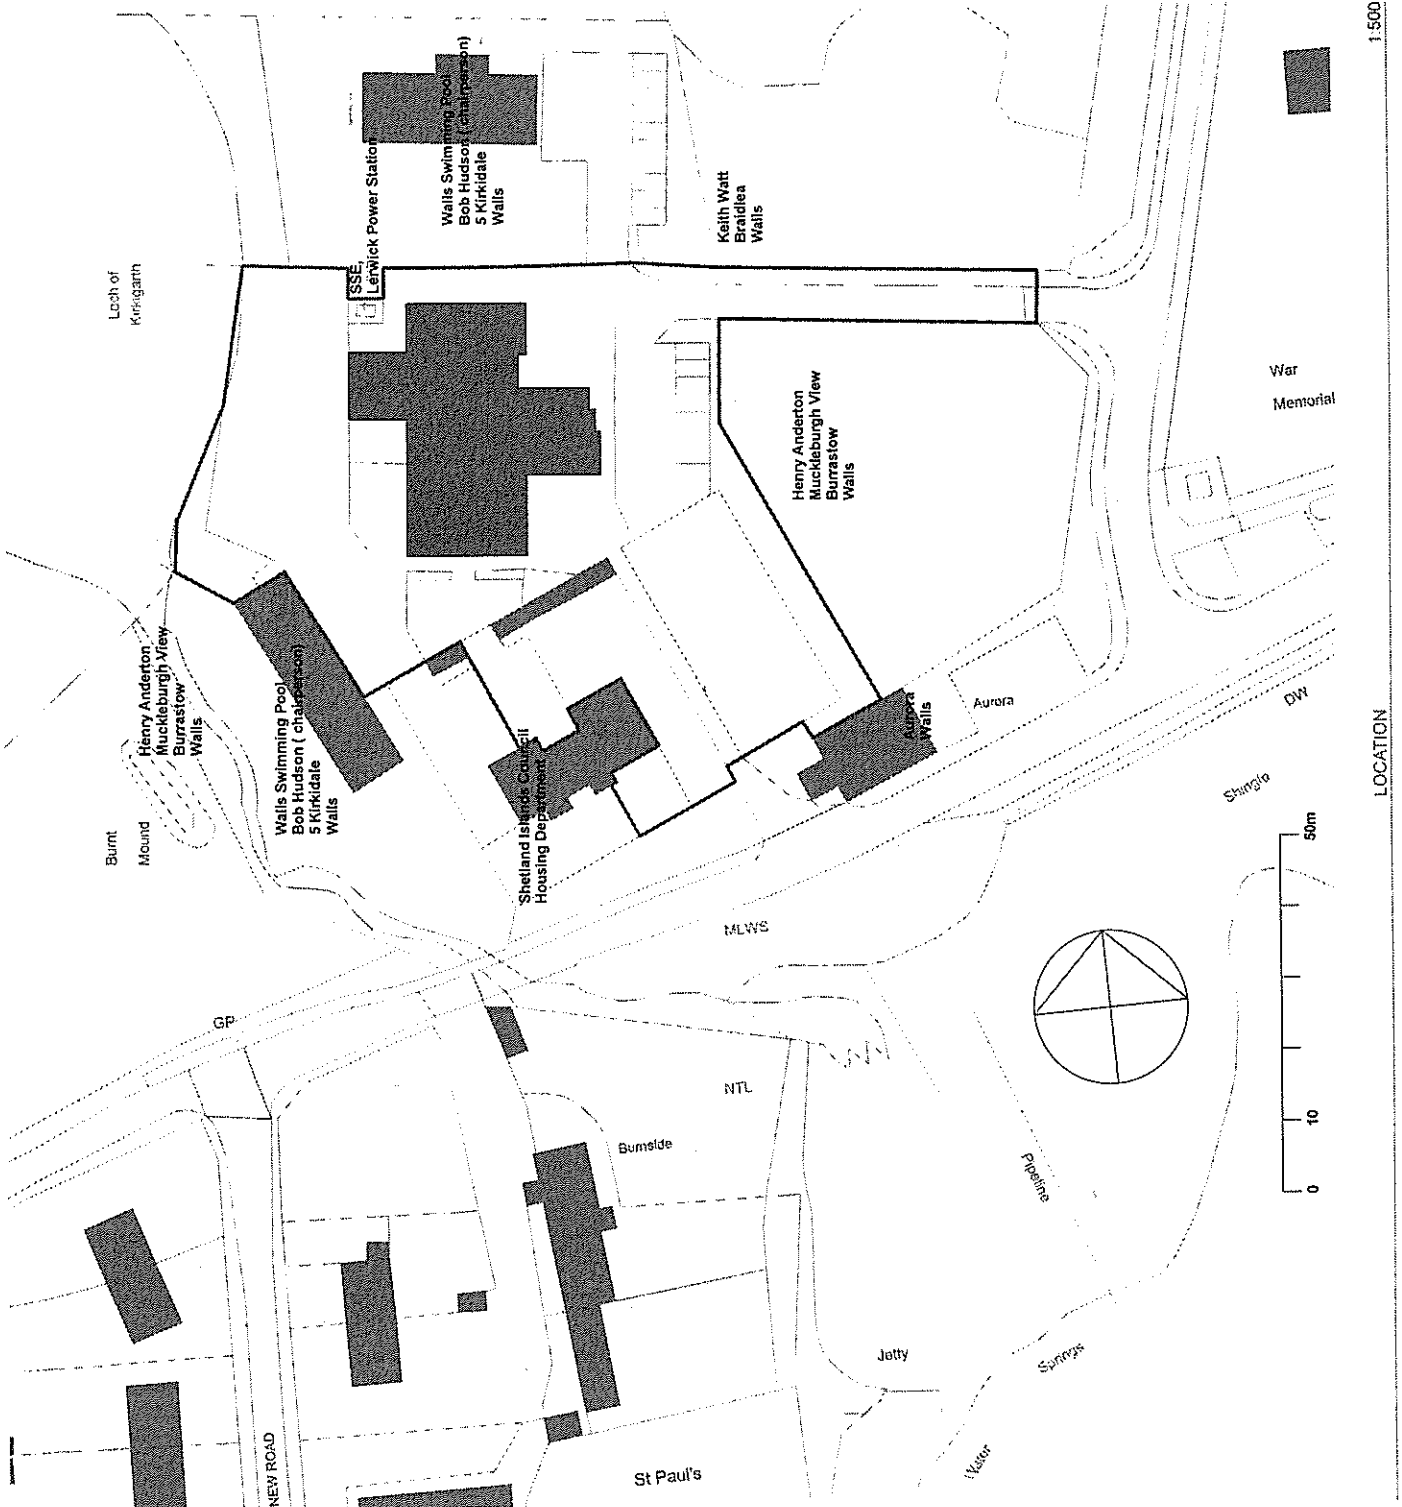 1:500
Walls Swimming Pool
Bob Hudson ( chairperson)
5 Kirkidale
Walls
SSE,
Lerwick Power Station
Keith Watt
Braidlea
Walls
Loch of
Kirkigarth
War
Memorial
Henry Anderton
Muckleburgh View
Burrastow
Walls
Henry Anderton
Muckleburgh View
Burrastow
Walls
Walls Swimming Pool
Bob Hudson ( chairperson)
5 Kirkidale
Walls
Burnt
Mound
Shetland Islands Council
Housing Department
Aurora
Walls
Aurora
DW
Shingle
LOCATION
MLWS
GP
NTL
Burnside
Pipeline
50m
10
0
Jetty
Springs
Water
NEW ROAD
St Paul's